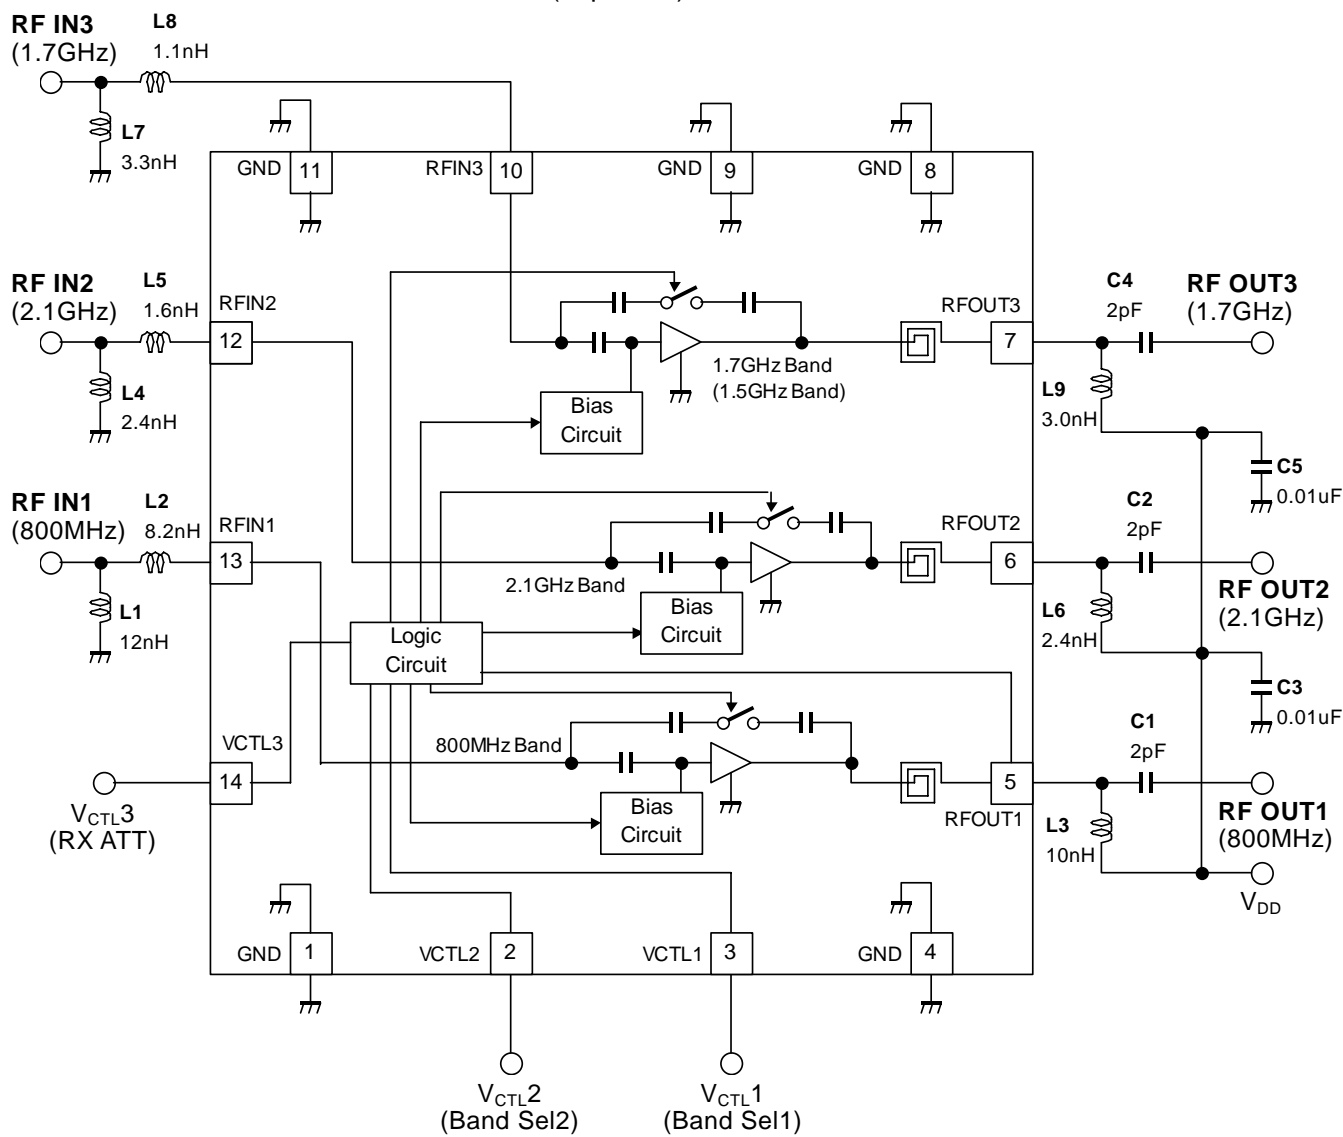 RF IN3
(1.7GHz)
L8
1.1nH
L7
3.3nH
GND
11
RFIN3
10
GND
9
GND
8
RF IN2
(2.1GHz)
L5
1.6nH
RFIN2
12
L4
2.4nH
RFOUT3
7
C4
2pF
RF OUT3
(1.7GHz)
1.7GHz Band
(1.5GHz Band)
Bias
Circuit
L9
3.0nH
C5
0.01uF
RF IN1
(800MHz)
L2
8.2nH
RFIN1
13
L1
12nH
2.1GHz Band
Bias
Circuit
RFOUT2
6
C2
2pF
RF OUT2
(2.1GHz)
L6
2.4nH
C3
0.01uF
Logic
Circuit
VCTL3
14
VCTL3
(RX ATT)
800MHz Band
Bias
Circuit
5
RFOUT1
C1
2pF
RF OUT1
(800MHz)
L3
10nH
VDD
GND
1
VCTL2
2
VCTL1
3
GND
4
VCTL2
(Band Sel2)
VCTL1
(Band Sel1)